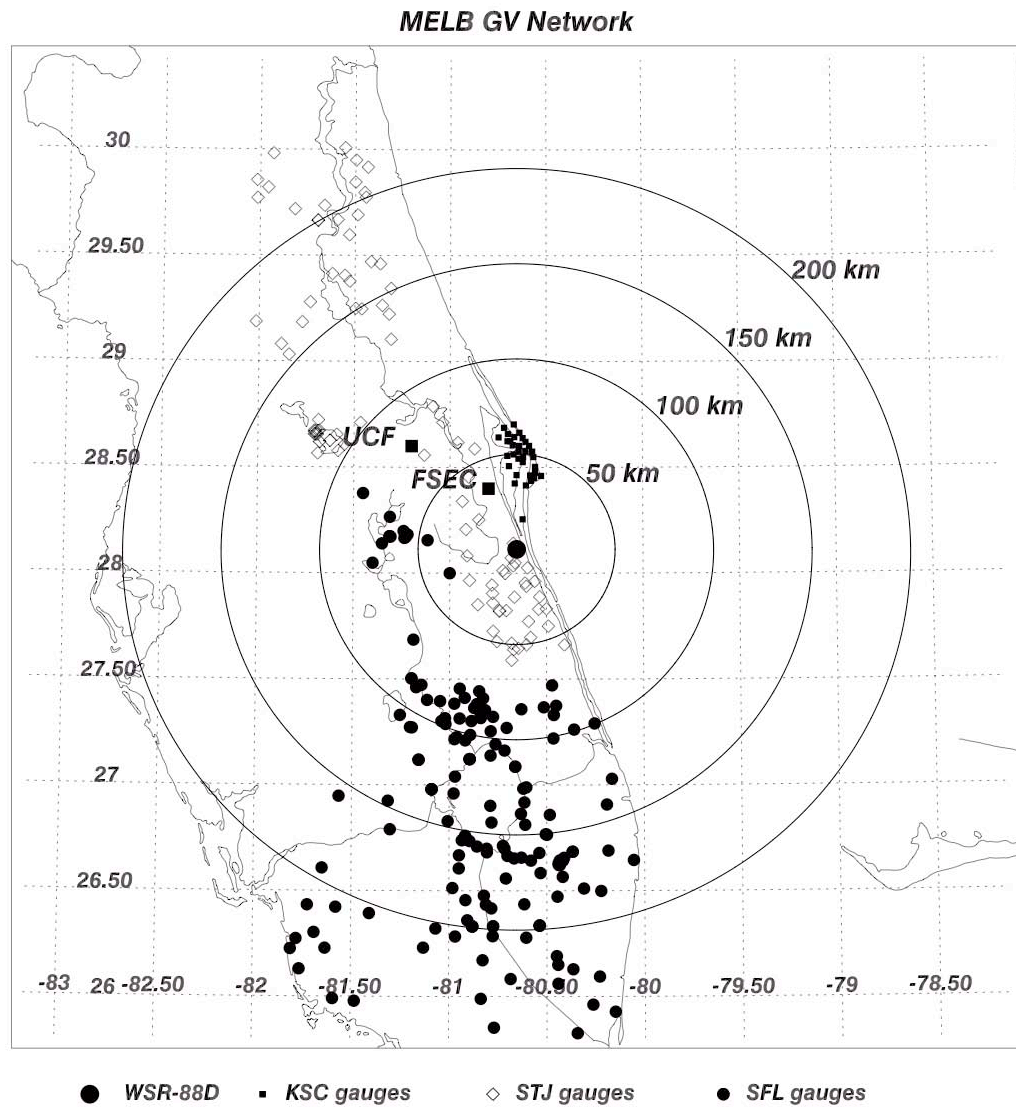 MELB GV Network
30
29.50
200 km
150 km
29
100 km
UCF
28.50
FSEC
50 km
28
27.50
27
26.50
-83 26 -82.50 -82 -81.50 -81 -80.50 -80 -79.50 -79 -78.50
WSR-88D KSC gauges STJ gauges SFL gauges